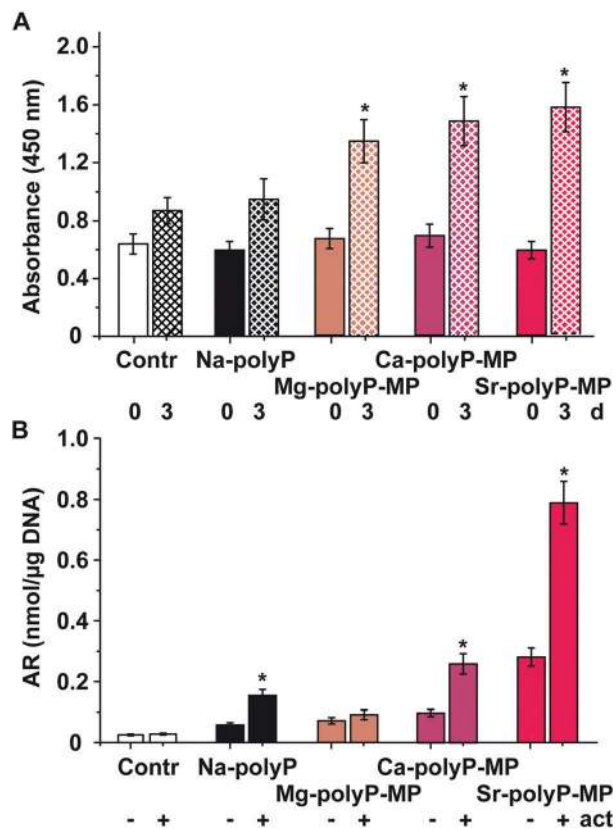 A
Absorbance (450 nm)
2.0
1.6
1.2
0.8
0.4
0
*
*
*
Contr Na-polyP Ca-polyP-MP
Mg-polyP-MP Sr-polyP-MP
0 3 0 3 0 3 0 3 0 3 d
B
AR (nmol/µg DNA)
1.0
0.8
0.6
0.4
0.2
0
*
*
*
Contr Na-polyP Ca-polyP-MP
Mg-polyP-MP Sr-polyP-MP
- + - + - + - + - + act